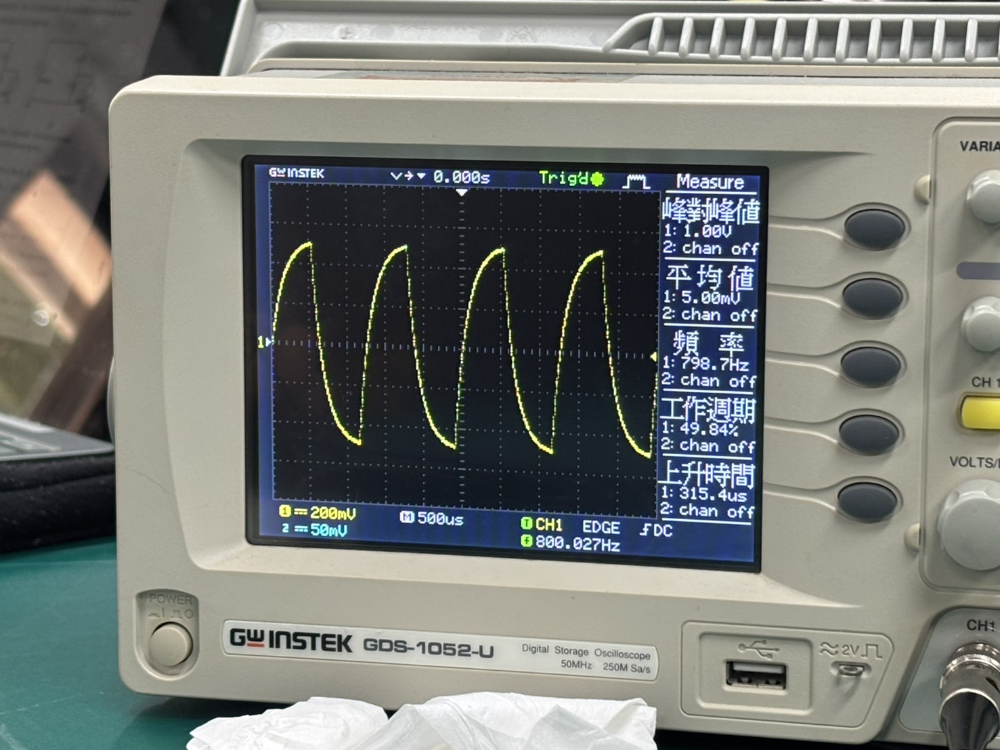 GW INSTEK
0.000s
Trig'd
Measure
峰對峰值
1: 1.00V
2: chan off
平均值
1: 5.00mV
2: chan off
頻率
1: 798.7Hz
2: chan off
工作週期
1: 49.84%
2: chan off
上升時間
1: 315.4us
2: chan off
1
1 200mV
M 500us
T CH1 EDGE DC
2 50mV
f 800.027Hz
VARIA
CH 1
VOLTS/
POWER
GW INSTEK GDS-1052-U
Digital Storage Oscilloscope
50MHz 250M Sa/s
2V
CH1